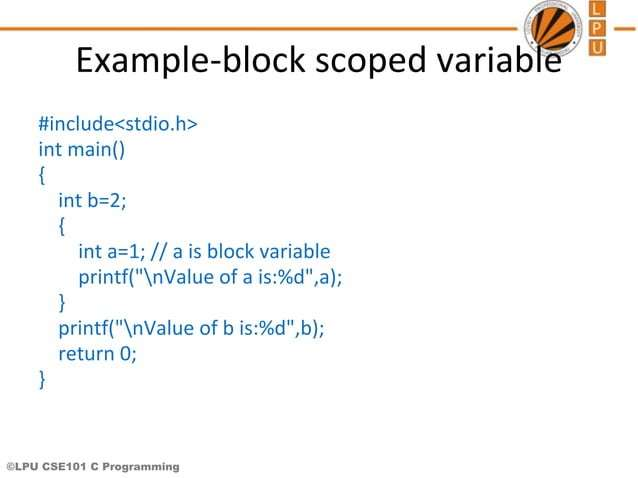 L
P
U
Example-block scoped variable
#include<stdio.h>
int main()
{
int b=2;
{
int a=1; // a is block variable
printf("\nValue of a is:%d",a);
}
printf("\nValue of b is:%d",b);
return 0;
}
©LPU CSE101 C Programming